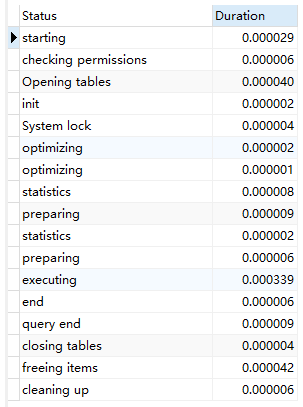 Status Duration
starting 0.000029
checking permissions 0.000006
Opening tables 0.000040
init 0.000002
System lock 0.000004
optimizing 0.000002
optimizing 0.000001
statistics 0.000008
preparing 0.000009
statistics 0.000002
preparing 0.000006
executing 0.000339
end 0.000006
query end 0.000009
closing tables 0.000004
freeing items 0.000042
cleaning up 0.000006